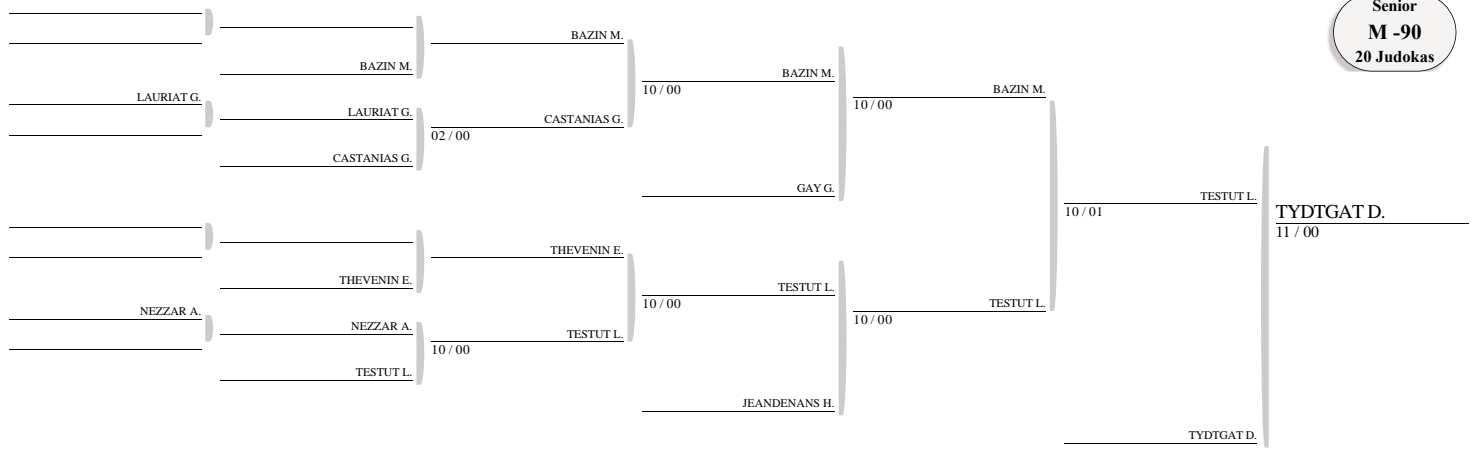 Senior
M -90
20 Judokas
BAZIN M.
BAZIN M.
BAZIN M.
10 / 00
BAZIN M.
10 / 00
LAURIAT G.
LAURIAT G.
CASTANIAS G.
02 / 00
CASTANIAS G.
GAY G.
TESTUT L.
10 / 01
TYDTGAT D.
11 / 00
THEVENIN E.
THEVENIN E.
TESTUT L.
10 / 00
TESTUT L.
10 / 00
NEZZAR A.
NEZZAR A.
TESTUT L.
10 / 00
TESTUT L.
JEANDENANS H.
TYDTGAT D.